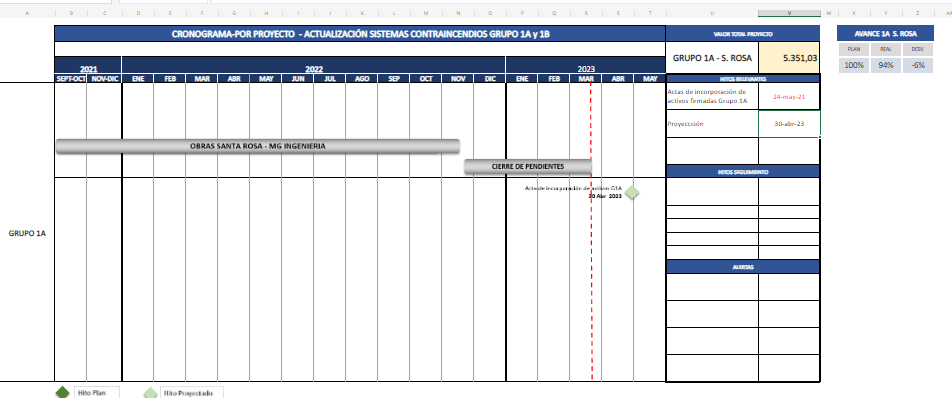 A B C D E F G H I J K L M N O P Q R S T U V W X Y Z AA
CRONOGRAMA-POR PROYECTO - ACTUALIZACIÓN SISTEMAS CONTRAINCENDIOS GRUPO 1A y 1B
VALOR TOTAL PROYECTO
AVANCE 1A S. ROSA
PLAN REAL DESV.
GRUPO 1A - S. ROSA 5.351,03
100% 94% -6%
2021 2022 2023
SEPT-OCT NOV-DIC ENE FEB MAR ABR MAY JUN JUL AGO SEP OCT NOV DIC ENE FEB MAR ABR MAY
HITOS RELEVANTES
Actas de incorporación de
activos firmadas Grupo 1A
24-may-21
Proyeccción 30-abr-23
OBRAS SANTA ROSA - MG INGENIERIA
CIERRE DE PENDIENTES
HITOS SEGUIMIENTO
Acta de incorporación de activos G1A
30 Abr 2023
GRUPO 1A
ALERTAS
Hito Plan
Hito Proyectado